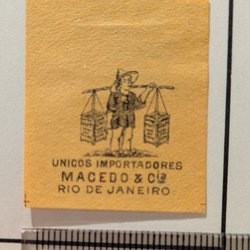 UNICOS IMPORTADORES
MACEDO & Cia
RIO DE JANEIRO